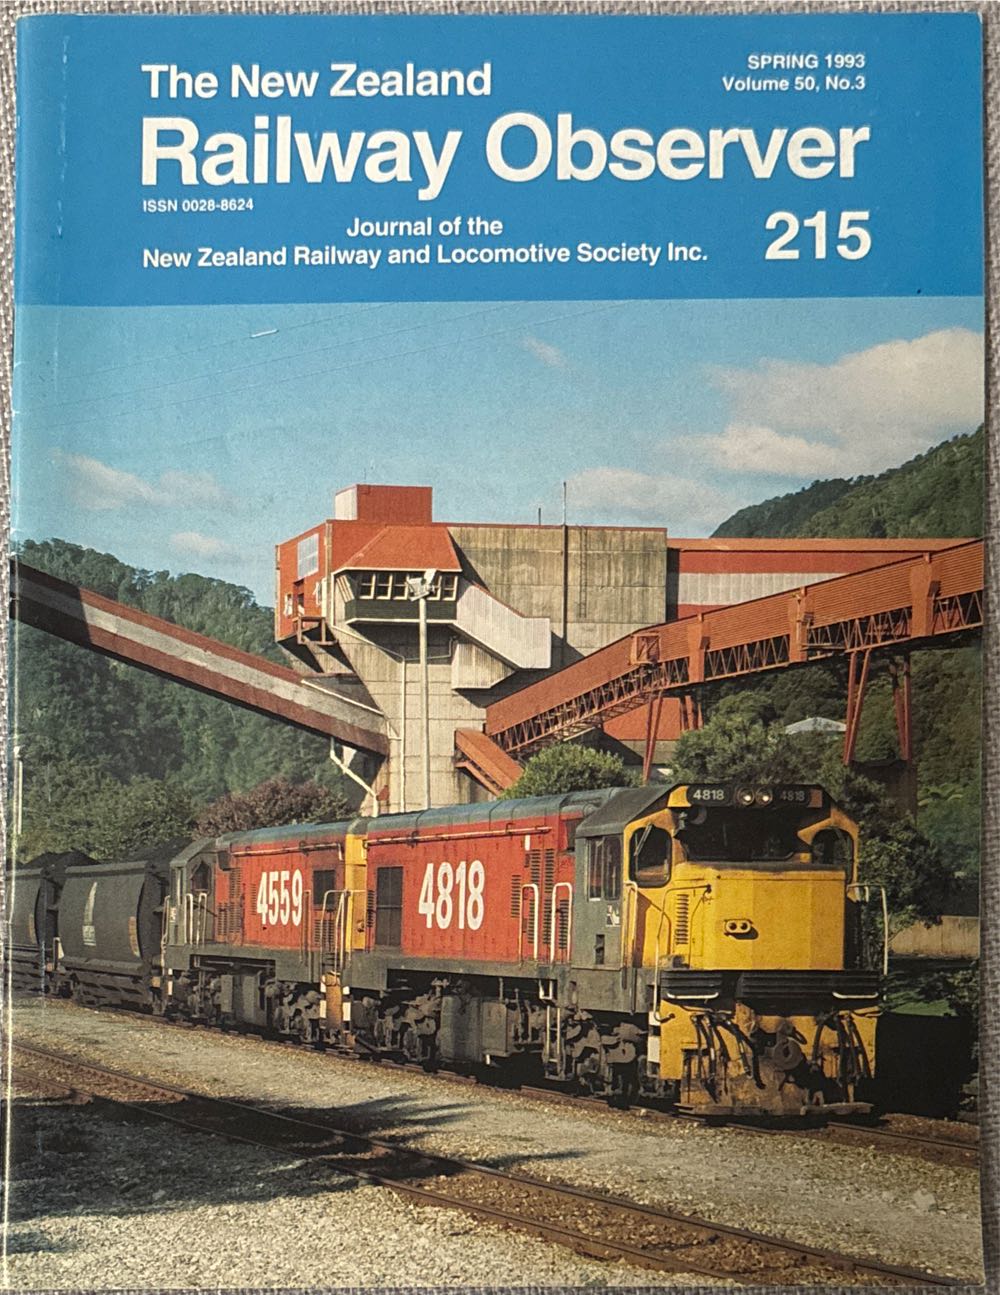 The New Zealand
SPRING 1993
Volume 50, No.3
Railway Observer
ISSN 0028-8624
Journal of the
New Zealand Railway and Locomotive Society Inc.
215
4818 4818
4559
4818